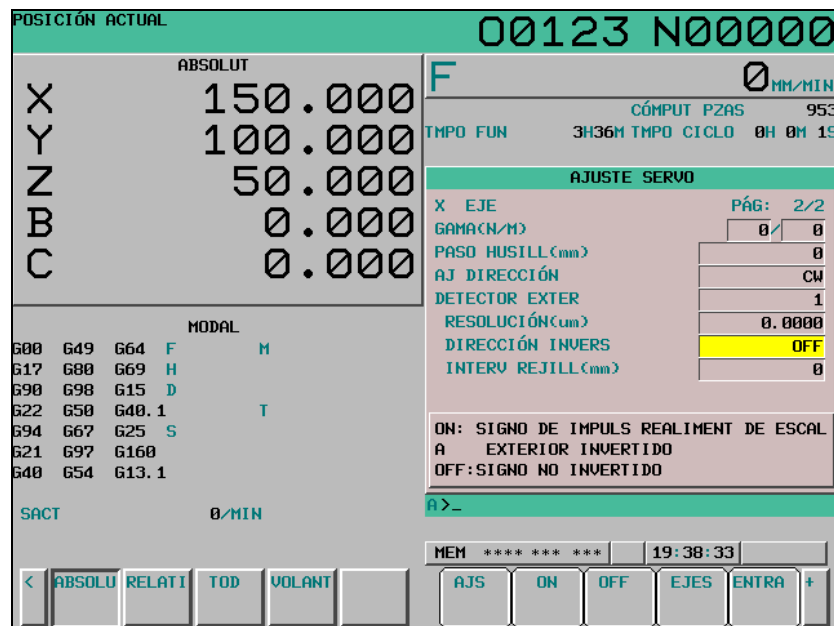 POSICIÓN ACTUAL
O0123 N00000
ABSOLUT
X 150.000
Y 100.000
Z 50.000
B 0.000
C 0.000
F 0 MM/MIN
CÓMPUT PZAS 953
TMPO FUN 3H36M TMPO CICLO 0H 0M 1S
AJUSTE SERVO
X EJE PÁG: 2/2
GAMA(N/M) 0/ 0
PASO HUSILL(mm) 0
AJ DIRECCIÓN CW
DETECTOR EXTER 1
RESOLUCIÓN(um) 0.0000
DIRECCIÓN INVERS OFF
INTERV REJILL(mm) 0
ON: SIGNO DE IMPULS REALIMENT DE ESCAL
A EXTERIOR INVERTIDO
OFF:SIGNO NO INVERTIDO
MODAL
G00 G49 G64 F M
G17 G80 G69 H
G90 G98 G15 D
G22 G50 G40.1 T
G94 G67 G25 S
G21 G97 G160
G40 G54 G13.1
SACT 0/MIN
A>_
MEM **** *** *** 19:38:33
< ABSOLU RELATI TOD VOLANT
AJS ON OFF EJES ENTRA +